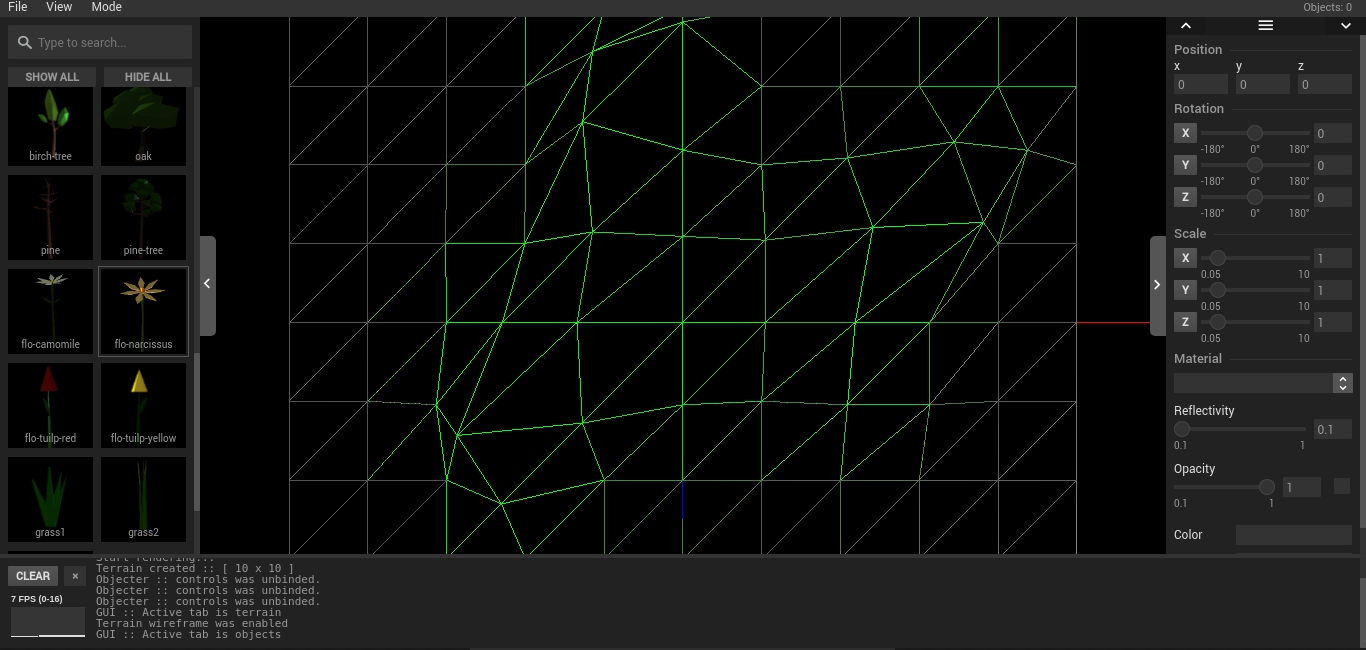 File View Mode Objects: 0
Type to search...
SHOW ALL HIDE ALL
birch-tree oak
pine pine-tree
flo-camomile flo-narcissus
flo-tuilp-red flo-tuilp-yellow
grass1 grass2
Position
x y z
0 0 0
Rotation
X 0
-180° 0° 180°
Y 0
-180° 0° 180°
Z 0
-180° 0° 180°
Scale
X 1
0.05 10
Y 1
0.05 10
Z 1
0.05 10
Material
Reflectivity
0.1
0.1 1
Opacity
1
0.1 1
Color
CLEAR ×
7 FPS (0-16)
Start rendering...
Terrain created :: [ 10 x 10 ]
Objecter :: controls was unbinded.
Objecter :: controls was unbinded.
Objecter :: controls was unbinded.
GUI :: Active tab is terrain
Terrain wireframe was enabled
GUI :: Active tab is objects